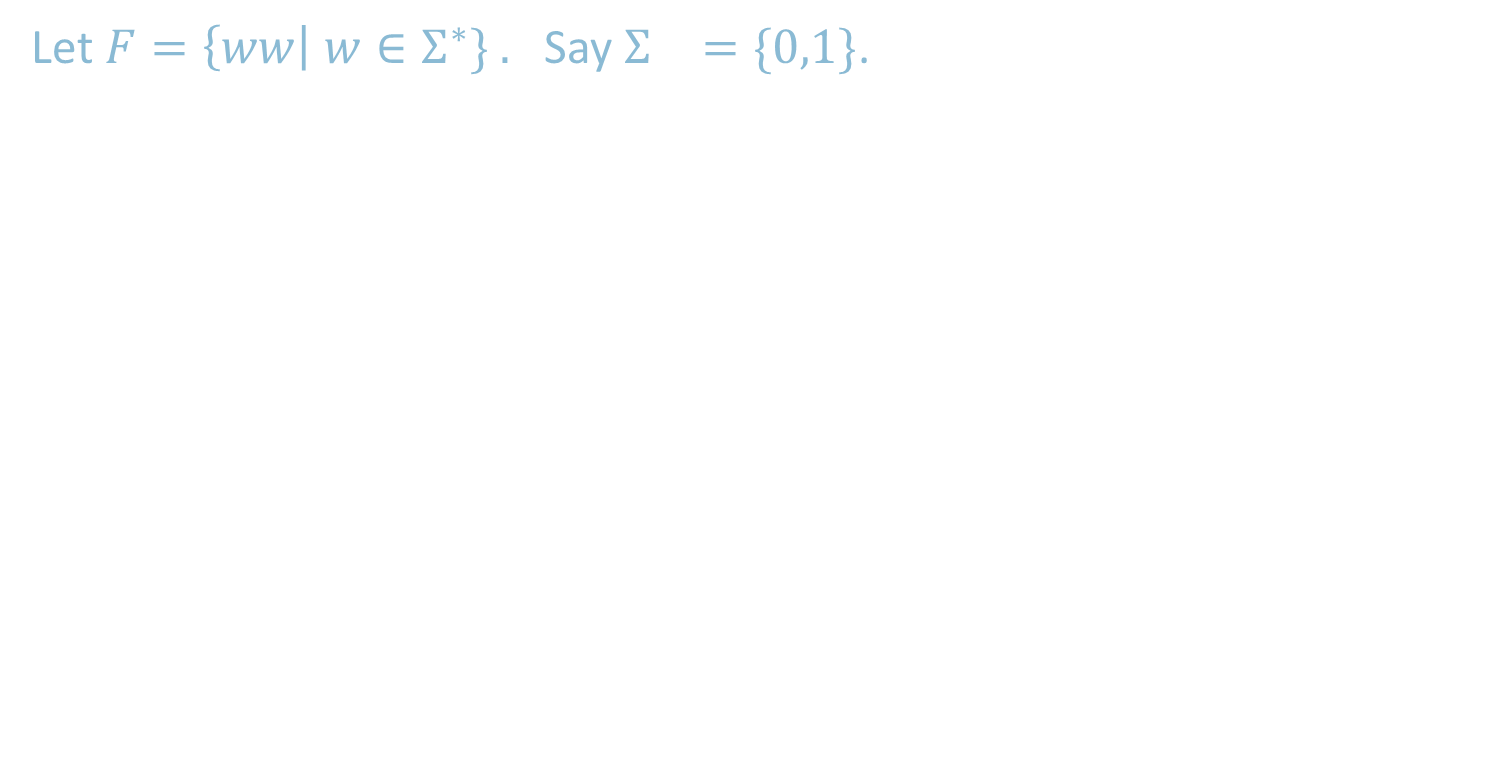 Let 𝐹 = {𝑤𝑤| 𝑤 ∈ Σ*} . Say Σ = {0,1}.